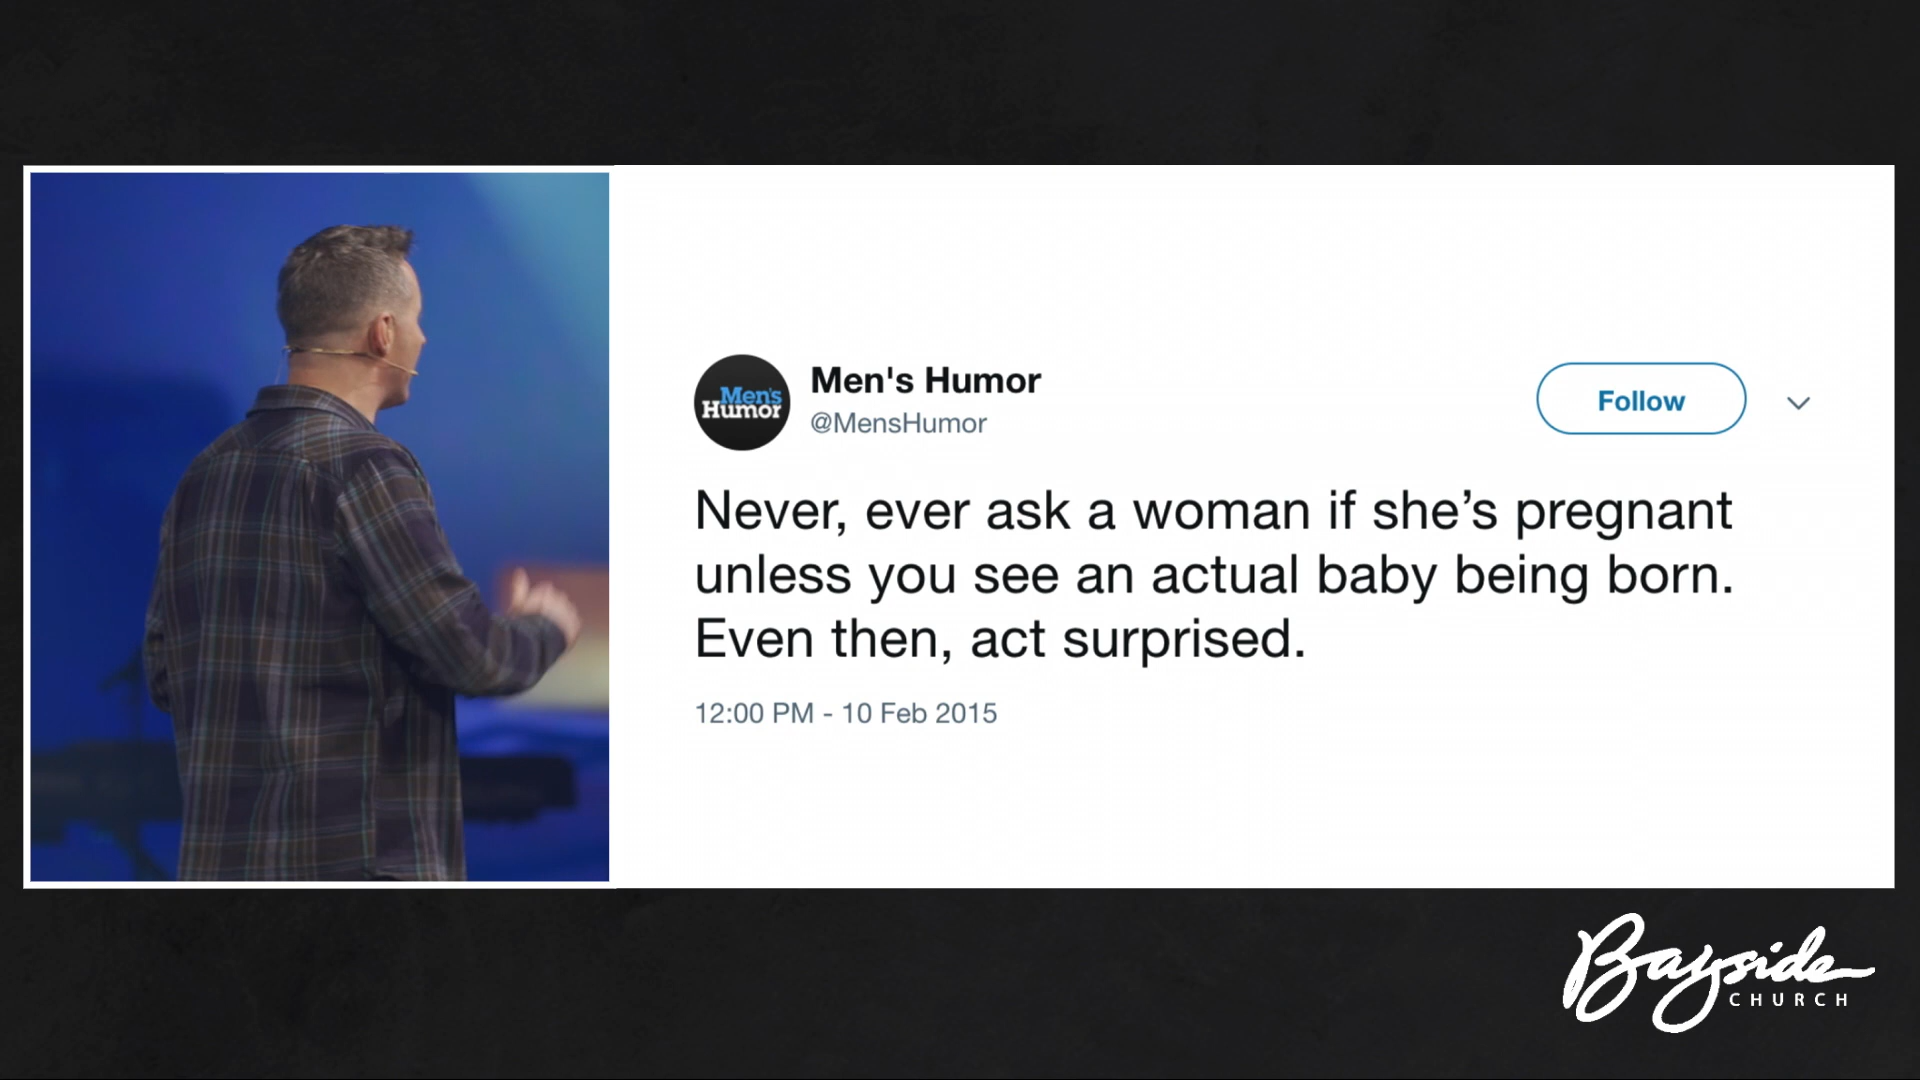 Men's
Humor
Men's Humor
@MensHumor
Follow
Never, ever ask a woman if she’s pregnant
unless you see an actual baby being born.
Even then, act surprised.
12:00 PM - 10 Feb 2015
Bayside
CHURCH